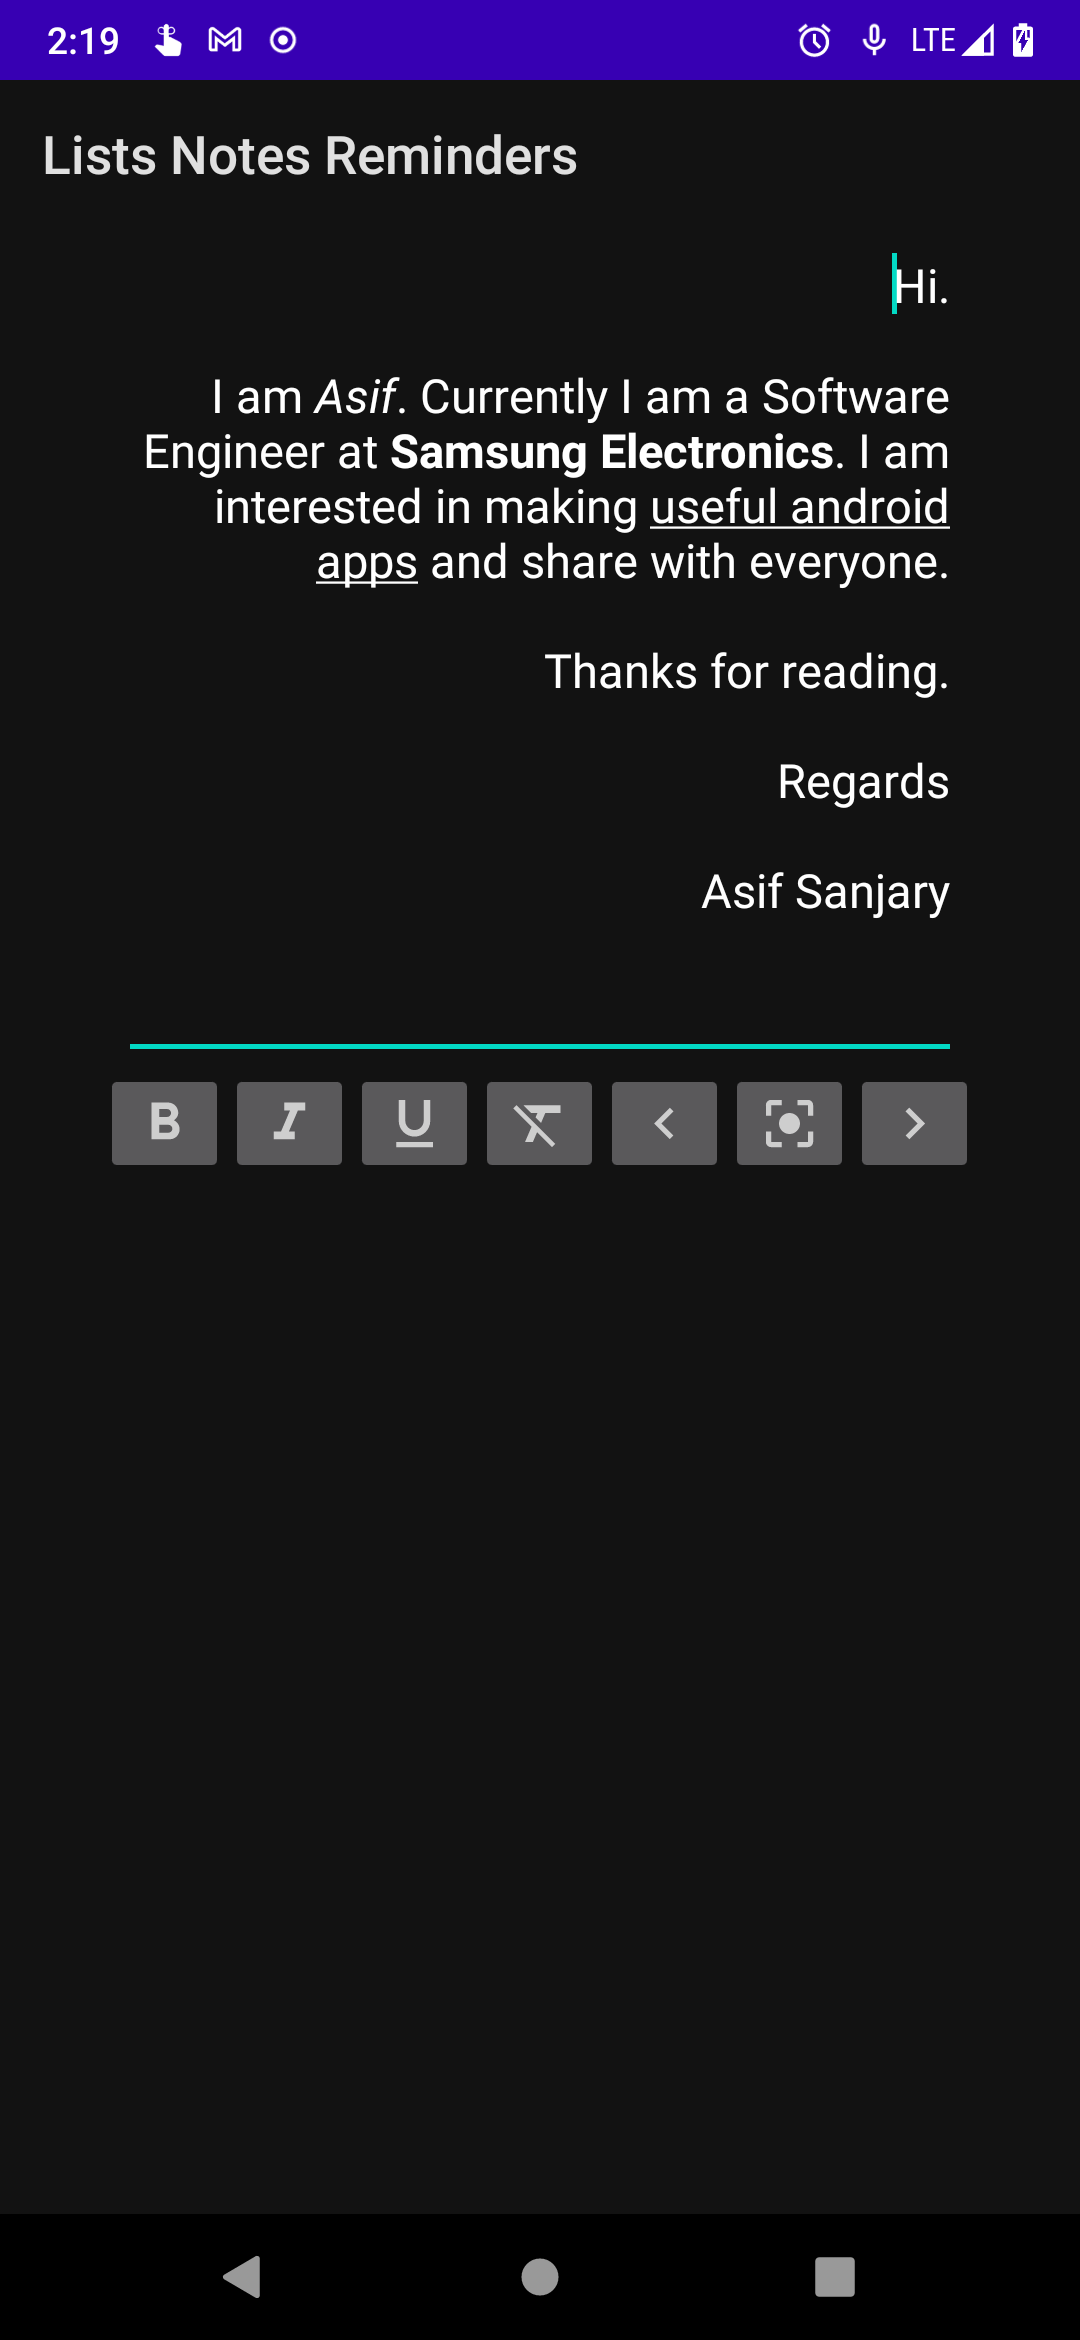 2:19
LTE
Lists Notes Reminders
Hi.
I am Asif. Currently I am a Software
Engineer at Samsung Electronics. I am
interested in making useful android
apps and share with everyone.
Thanks for reading.
Regards
Asif Sanjary
B I U